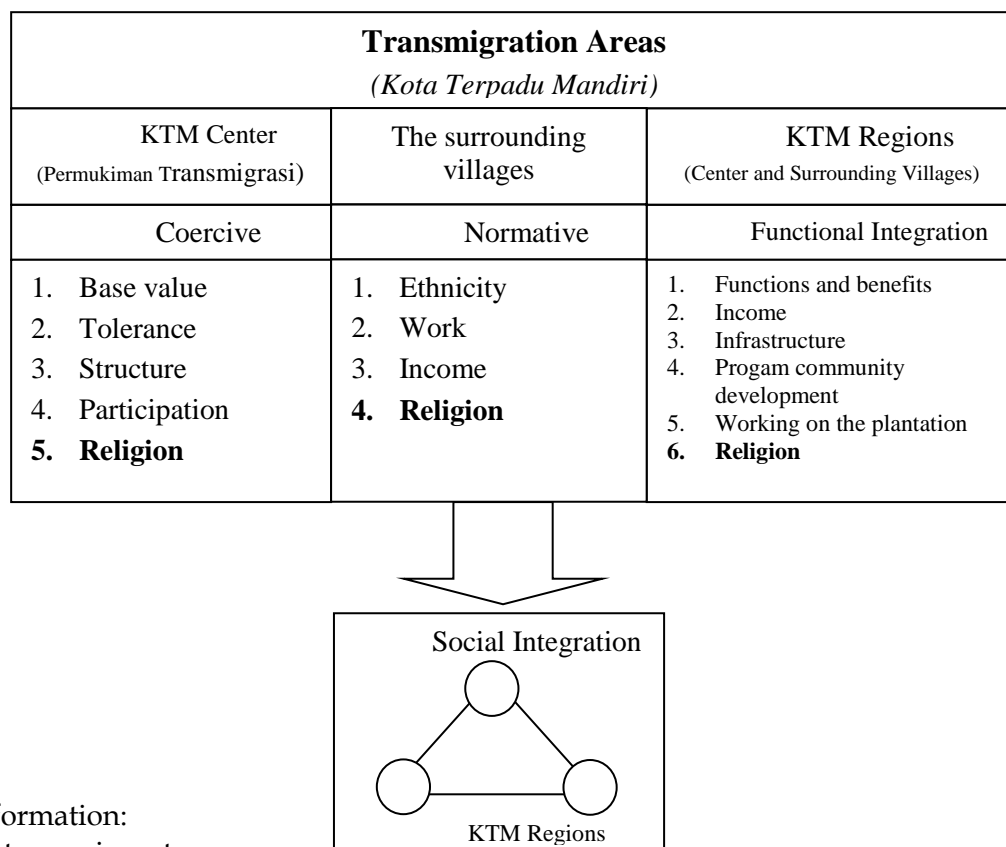 Transmigration Areas
(Kota Terpadu Mandiri)
KTM Center
(Permukiman Transmigrasi)
The surrounding
villages
KTM Regions
(Center and Surrounding Villages)
Coercive
Normative
Functional Integration
1. Base value
2. Tolerance
3. Structure
4. Participation
5. Religion
1. Ethnicity
2. Work
3. Income
4. Religion
1. Functions and benefits
2. Income
3. Infrastructure
4. Progam community
development
5. Working on the plantation
6. Religion
Social Integration
KTM Regions
formation: